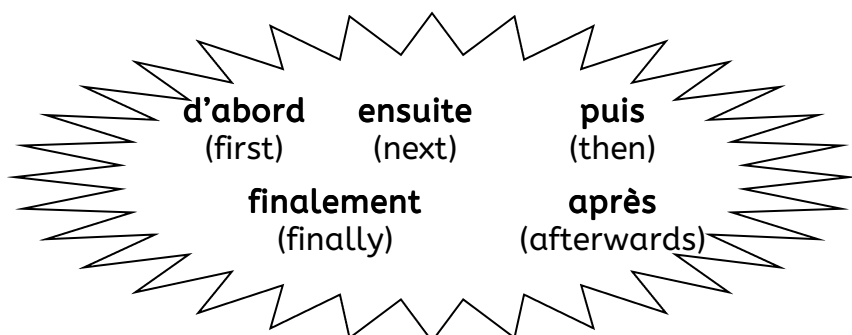 d’abord ensuite puis
(first) (next) (then)
finalement après
(finally) (afterwards)